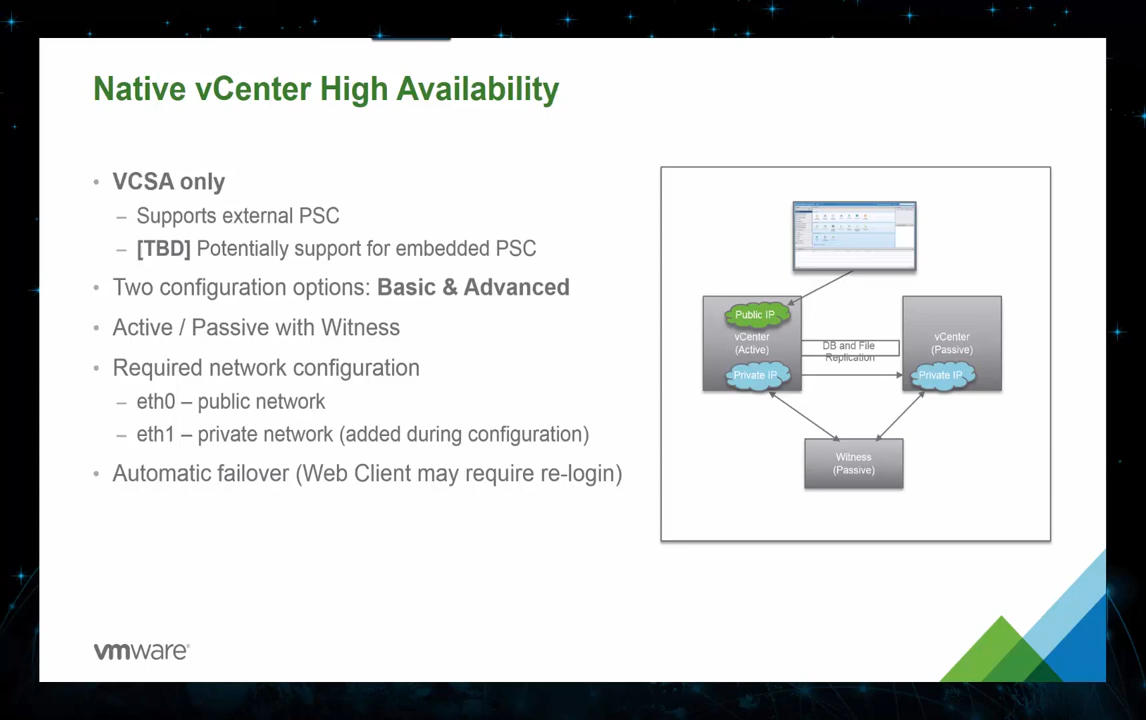 Native vCenter High Availability
• VCSA only
– Supports external PSC
– [TBD] Potentially support for embedded PSC
• Two configuration options: Basic & Advanced
• Active / Passive with Witness
• Required network configuration
– eth0 – public network
– eth1 – private network (added during configuration)
• Automatic failover (Web Client may require re-login)
Public IP
vCenter
(Active)
Private IP
DB and File
Replication
vCenter
(Passive)
Private IP
Witness
(Passive)
vmware®